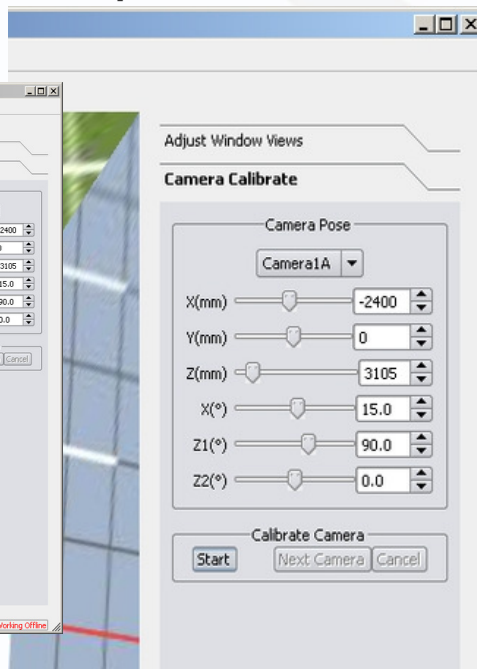 Adjust Window Views
Camera Calibrate
Camera Pose
Camera1A
X(mm) -2400
Y(mm) 0
Z(mm) 3105
X(°) 15.0
Z1(°) 90.0
Z2(°) 0.0
Calibrate Camera
Start Next Camera Cancel
2400
3105
15.0
90.0
0.0
Cancel
Working Offline